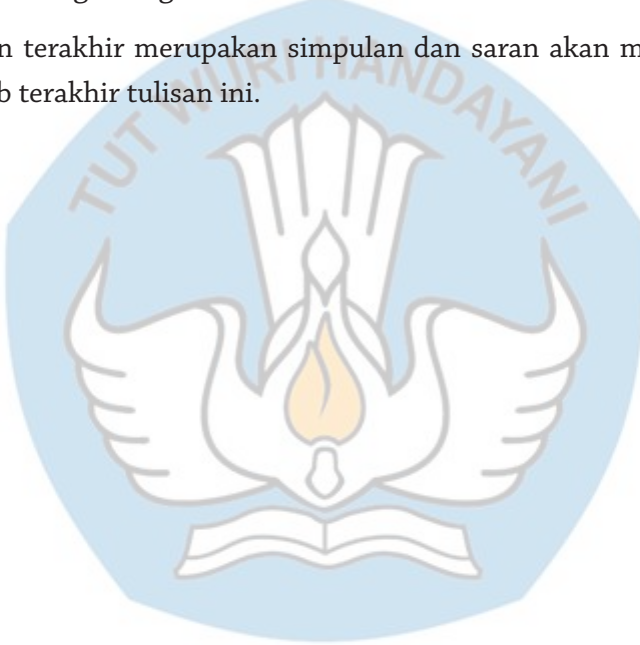 n terakhir merupakan simpulan dan saran akan m
b terakhir tulisan ini.
TUT WURI HANDAYANI